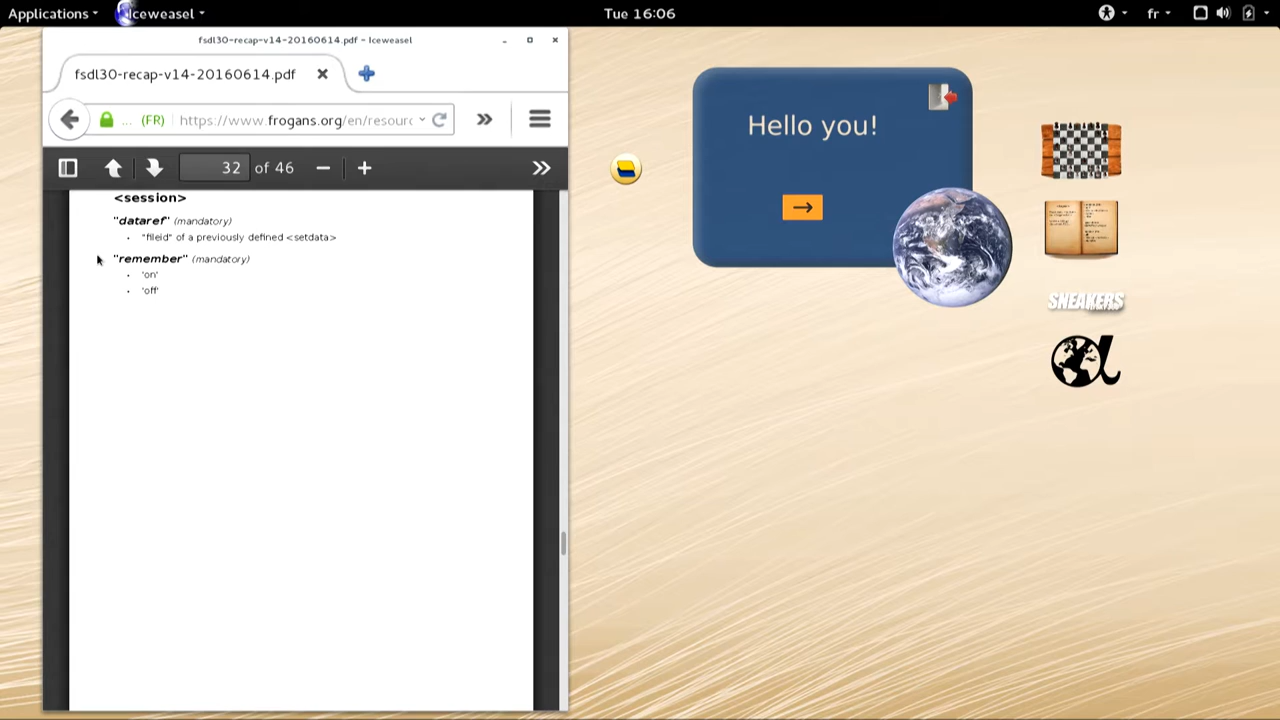 Applications
Iceweasel
Tue 16:06
fr
fsdl30-recap-v14-20160614.pdf - Iceweasel
fsdl30-recap-v14-20160614.pdf
... (FR) https://www.frogans.org/en/resourc
32 of 46
<session>
"dataref" (mandatory)
• "fileid" of a previously defined <setdata>
"remember" (mandatory)
• 'on'
• 'off'
Hello you!
SNEAKERS